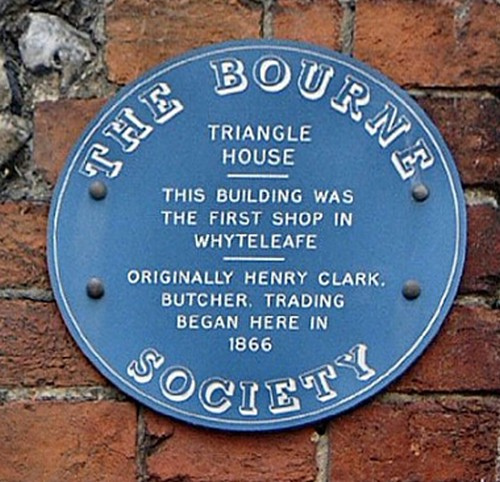 THE BOURNE
TRIANGLE
HOUSE
THIS BUILDING WAS
THE FIRST SHOP IN
WHYTELEAFE
ORIGINALLY HENRY CLARK.
BUTCHER. TRADING
BEGAN HERE IN
1866
SOCIETY